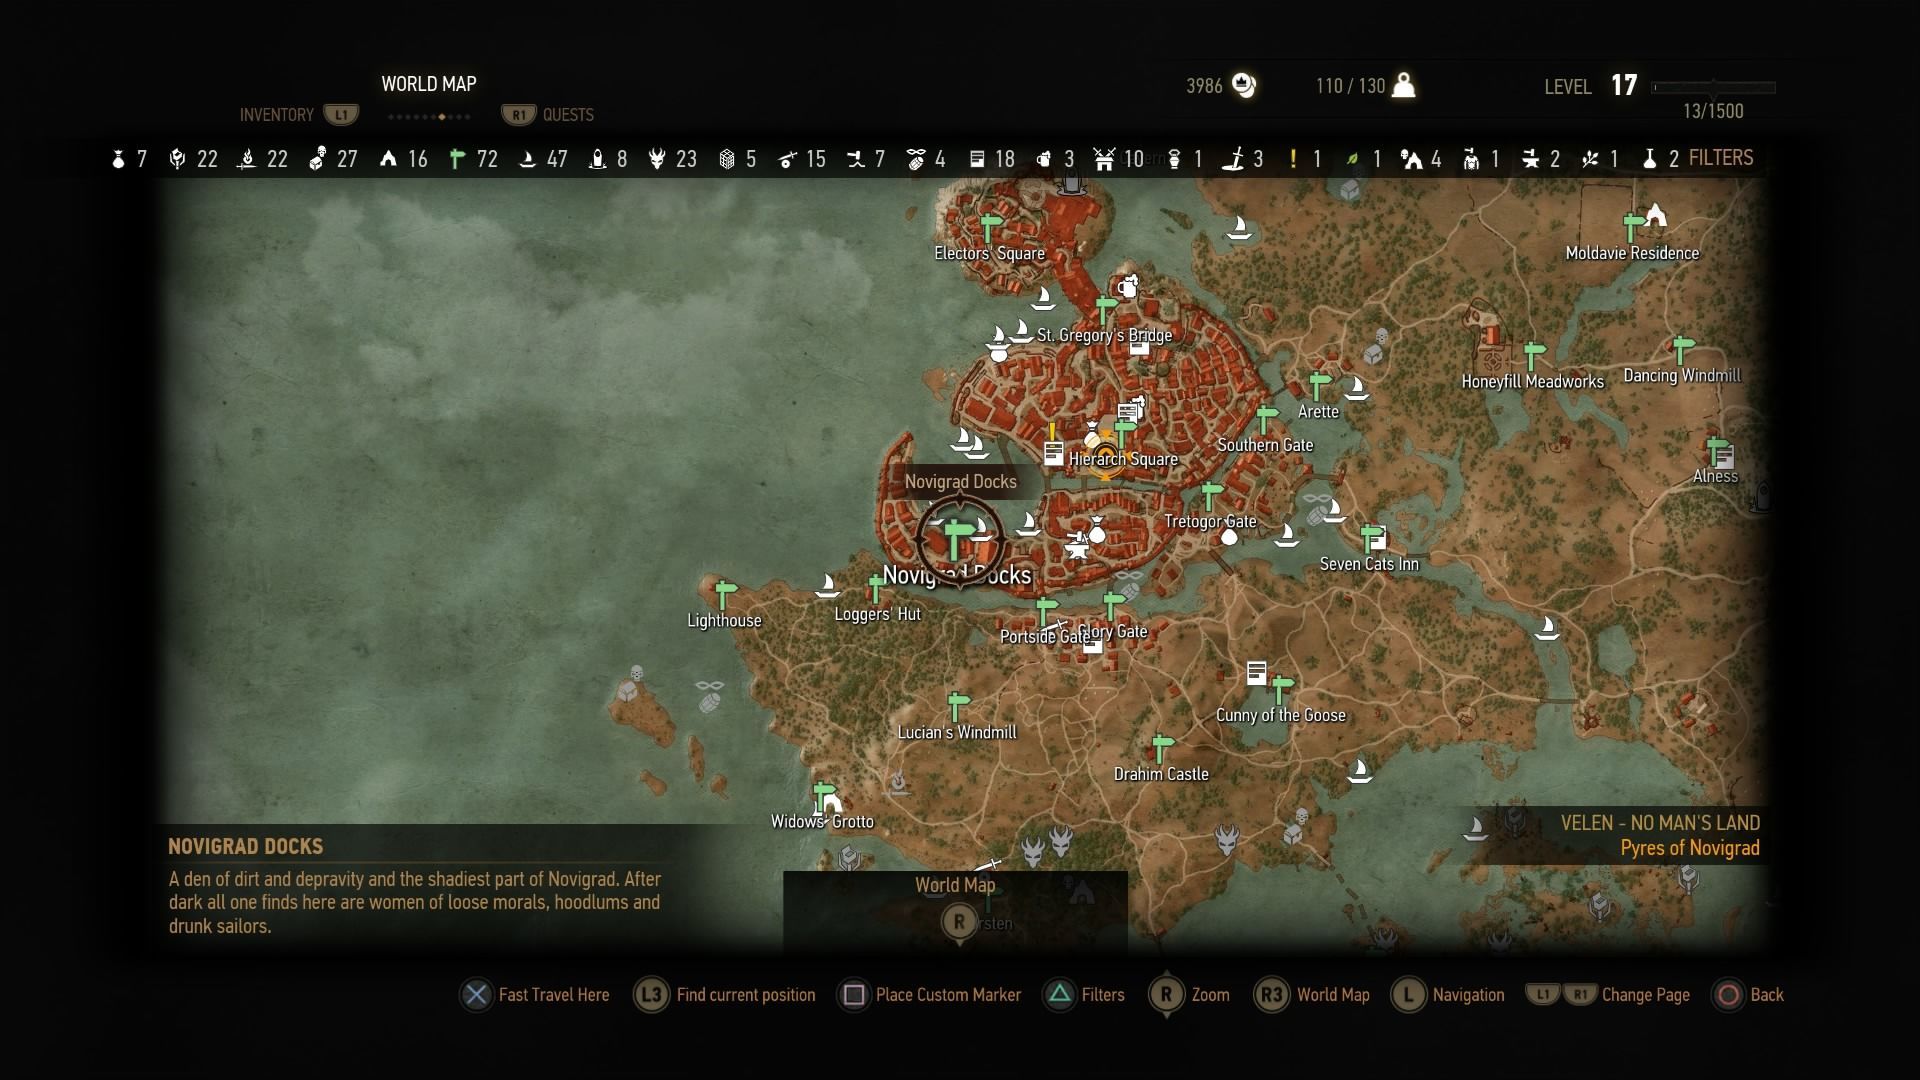 WORLD MAP
3986
110 / 130
LEVEL 17
INVENTORY L1
R1 QUESTS
13/1500
7 22 22 27 16 72 47 8 23 5 15 7 4 18 3 10 1 3 1 1 4 1 2 1 2 FILTERS
Electors' Square
Moldavie Residence
St. Gregory's Bridge
Honeyfill Meadworks
Dancing Windmill
Arette
Southern Gate
Hierarch Square
Alness
Novigrad Docks
Tretogor Gate
Seven Cats Inn
Novigrad Docks
Lighthouse
Loggers' Hut
Portside Gate
Glory Gate
Cunny of the Goose
Lucian's Windmill
Drahim Castle
Widows' Grotto
VELEN - NO MAN'S LAND
Pyres of Novigrad
NOVIGRAD DOCKS
A den of dirt and depravity and the shadiest part of Novigrad. After
dark all one finds here are women of loose morals, hoodlums and
drunk sailors.
World Map
R
Fast Travel Here L3 Find current position Place Custom Marker Filters R Zoom R3 World Map L Navigation L1 R1 Change Page Back